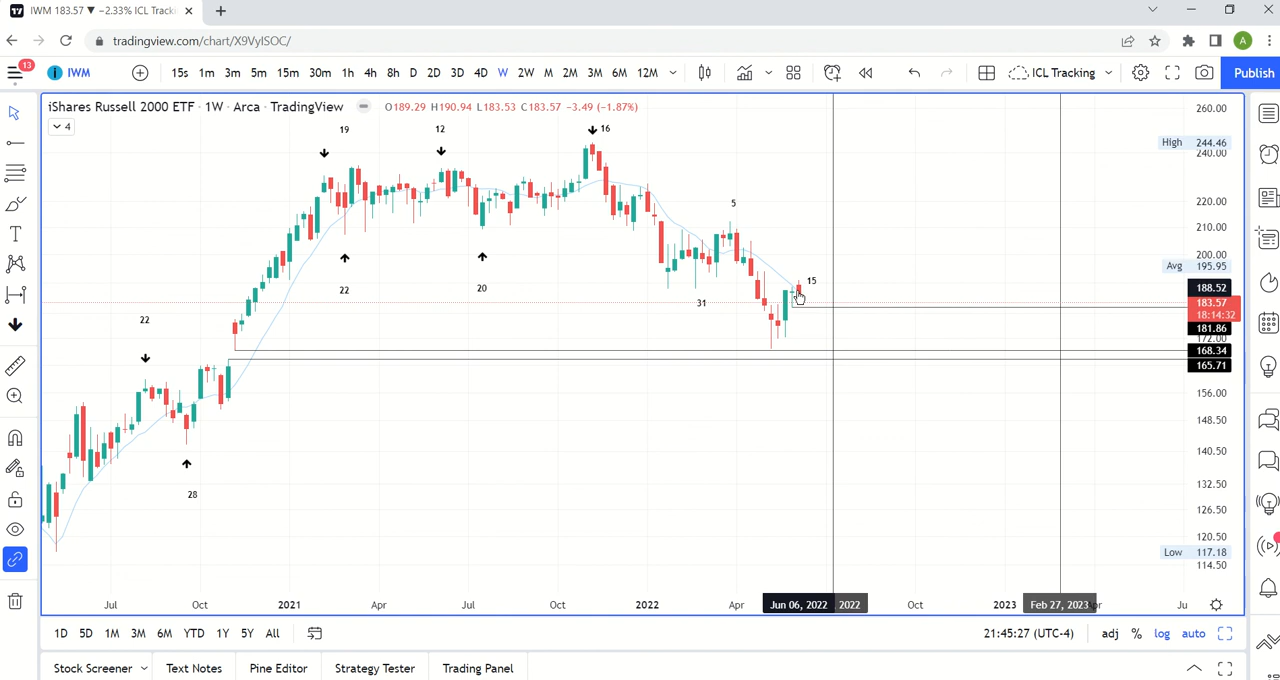 IWM 183.57 ▼ −2.33% ICL Tracki
tradingview.com/chart/X9VyISOC/
A
13
IWM
15s 1m 3m 5m 15m 30m 1h 4h 8h D 2D 3D 4D W 2W M 2M 3M 6M 12M
ICL Tracking
Publish
iShares Russell 2000 ETF · 1W · Arca · TradingView
O189.29 H190.94 L183.53 C183.57 −3.49 (−1.87%)
4
19
12
16
5
15
22
20
31
22
28
260.00
High 244.46
240.00
220.00
210.00
200.00
Avg 195.95
188.52
183.57
18:14:32
181.86
172.00
168.34
165.71
156.00
148.50
140.50
132.50
126.50
120.50
Low 117.18
114.50
Jul Oct 2021 Apr Jul Oct 2022 Apr Jun 06, 2022 2022 Oct 2023 Feb 27, 2023 Ju
1D 5D 1M 3M 6M YTD 1Y 5Y All
21:45:27 (UTC-4)
adj % log auto
Stock Screener Text Notes Pine Editor Strategy Tester Trading Panel